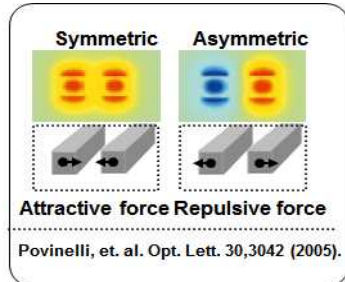 Symmetric Asymmetric
Attractive force Repulsive force
Povinelli, et. al. Opt. Lett. 30,3042 (2005).